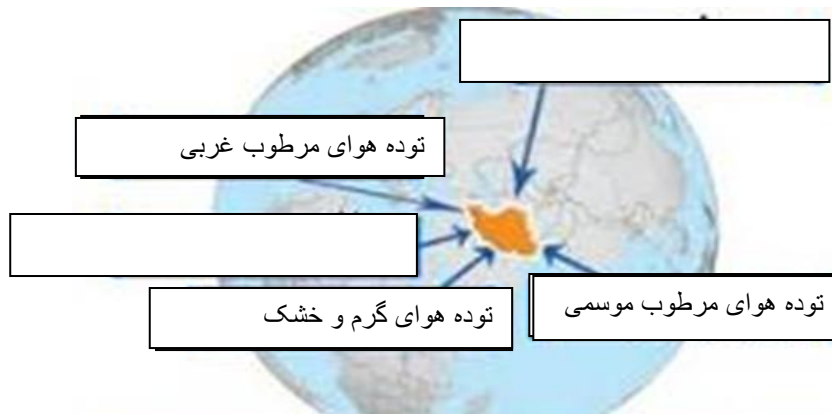 توده هوای مرطوب غربی
توده هوای گرم و خشک
توده هوای مرطوب موسمی